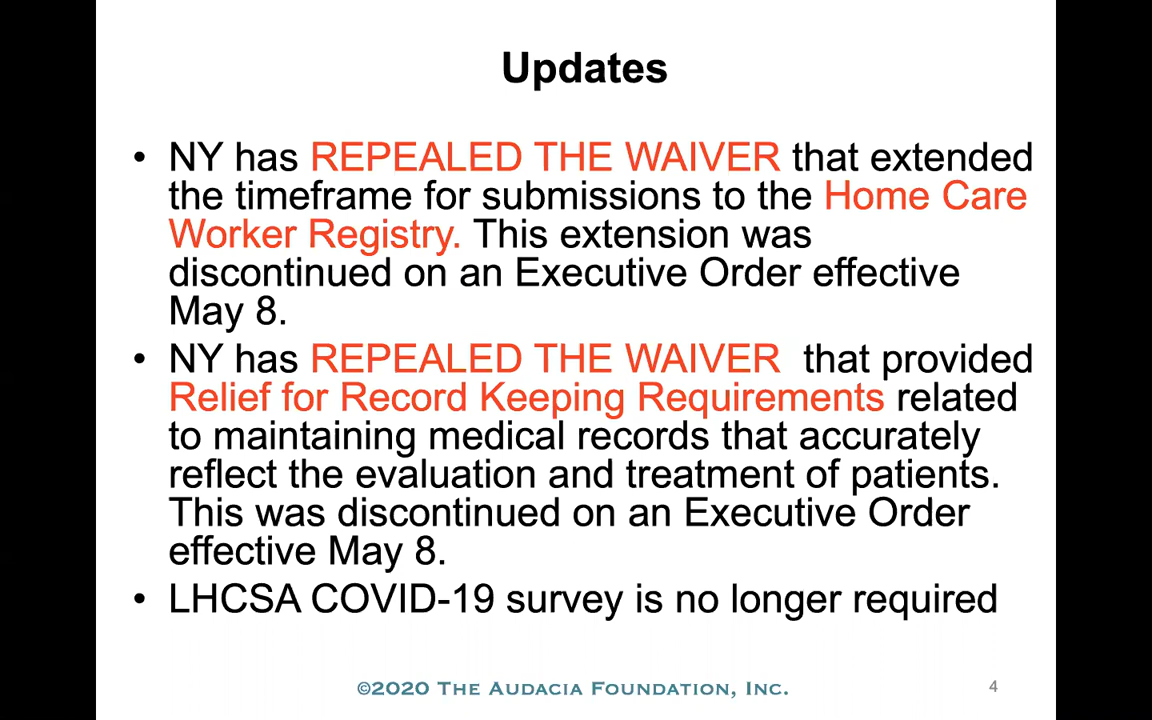 Updates
• NY has REPEALED THE WAIVER that extended
the timeframe for submissions to the Home Care
Worker Registry. This extension was
discontinued on an Executive Order effective
May 8.
• NY has REPEALED THE WAIVER  that provided
Relief for Record Keeping Requirements related
to maintaining medical records that accurately
reflect the evaluation and treatment of patients.
This was discontinued on an Executive Order
effective May 8.
• LHCSA COVID-19 survey is no longer required
©2020 The Audacia Foundation, Inc.
4